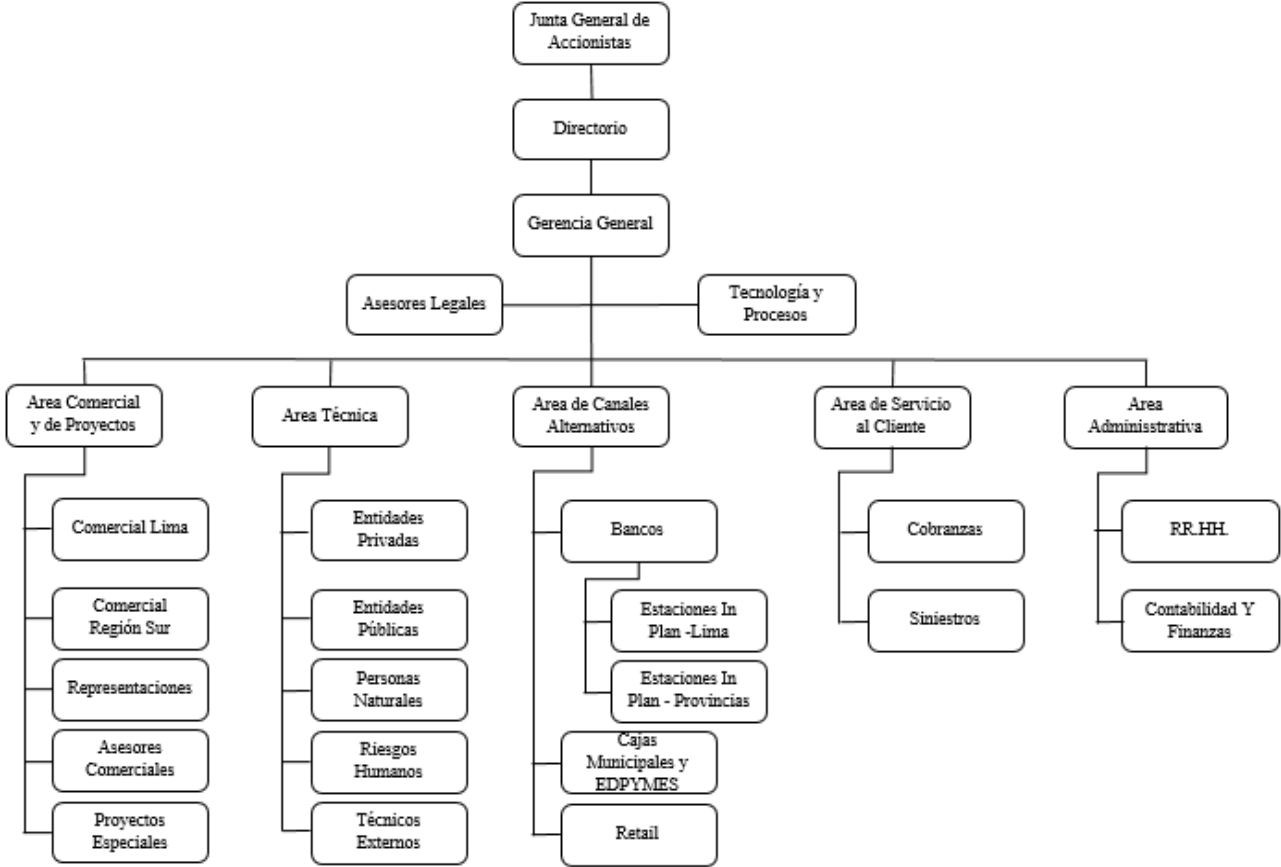 Junta General de
Accionistas
Directorio
Gerencia General
Asesores Legales
Tecnología y
Procesos
Area Comercial
y de Proyectos
Area Técnica
Area de Canales
Alternativos
Area de Servicio
al Cliente
Area
Adminisstrativa
Comercial Lima
Comercial
Región Sur
Representaciones
Asesores
Comerciales
Proyectos
Especiales
Entidades
Privadas
Entidades
Públicas
Personas
Naturales
Riesgos
Humanos
Técnicos
Externos
Bancos
Estaciones In
Plan -Lima
Estaciones In
Plan - Provincias
Cajas
Municipales y
EDPYMES
Retail
Cobranzas
Siniestros
RR.HH.
Contabilidad Y
Finanzas